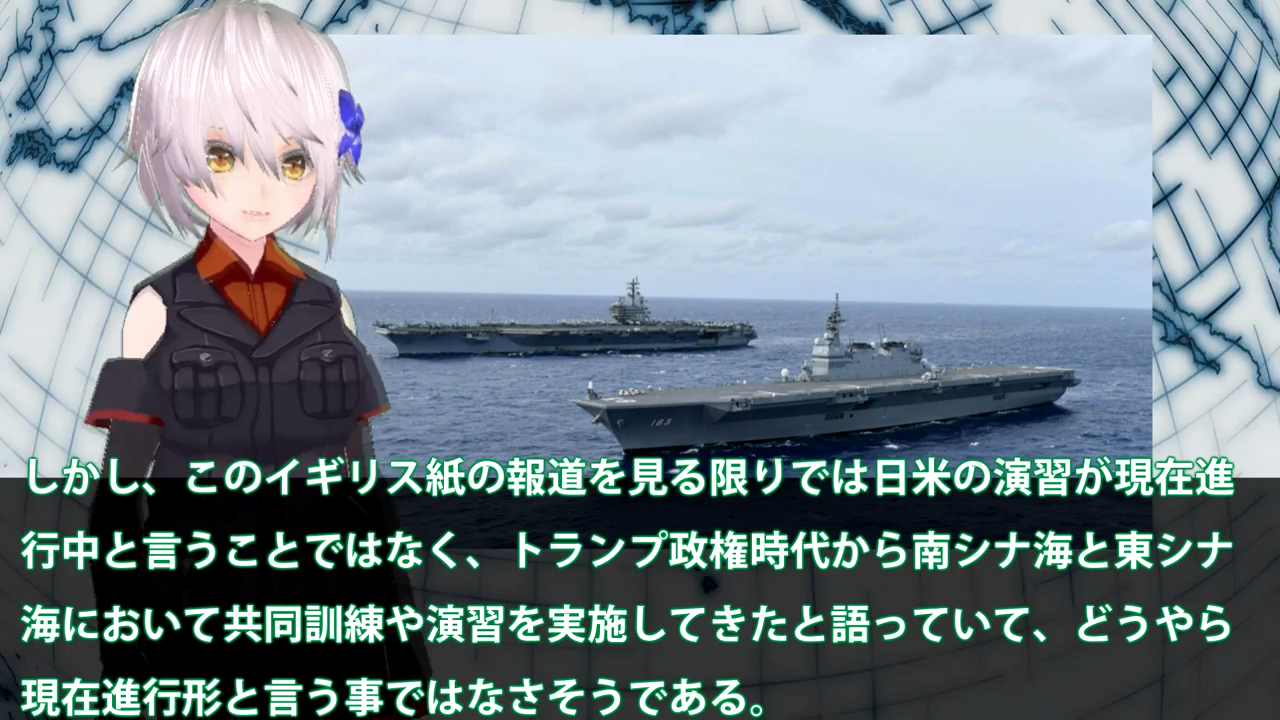 183
しかし、このイギリス紙の報道を見る限りでは日米の演習が現在進
行中と言うことではなく、トランプ政権時代から南シナ海と東シナ
海において共同訓練や演習を実施してきたと語っていて、どうやら
現在進行形と言う事ではなさそうである。